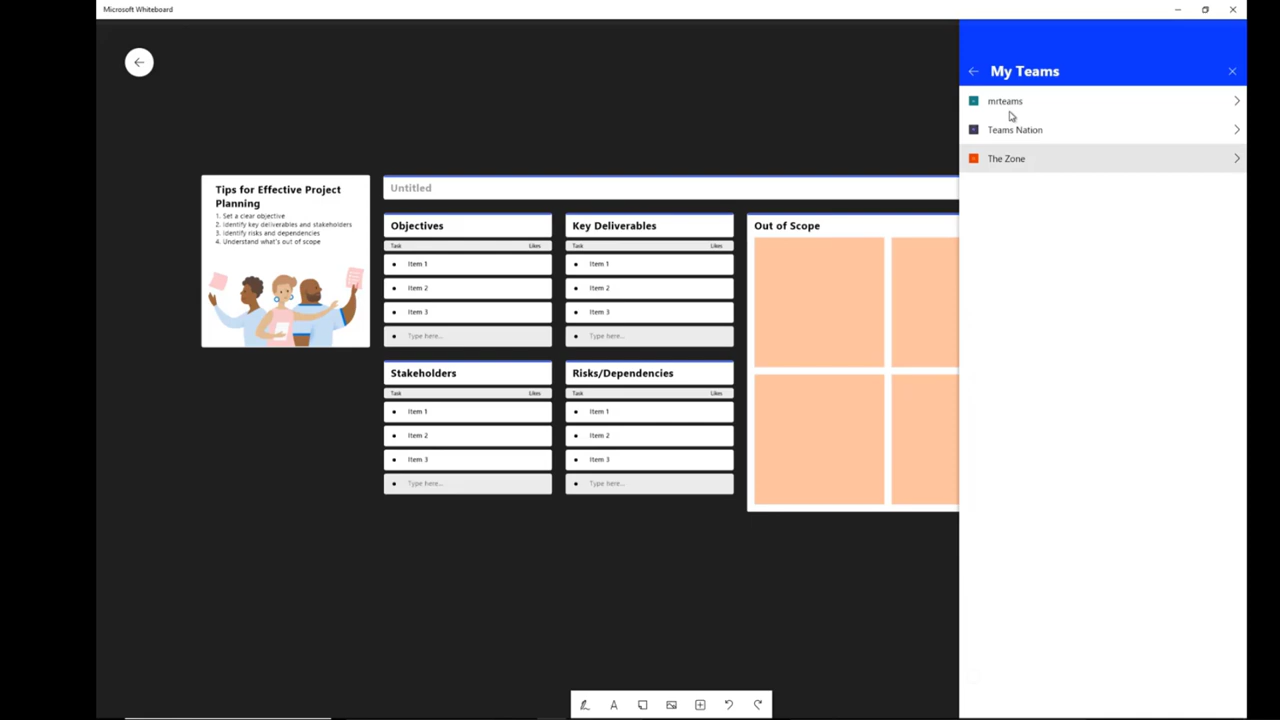 Microsoft Whiteboard
My Teams
mrteams
Teams Nation
The Zone
Tips for Effective Project
Planning
1. Set a clear objective
2. Identify key deliverables and stakeholders
3. Identify risks and dependencies
4. Understand what's out of scope
Untitled
Objectives
Task Likes
Item 1
Item 2
Item 3
Type here...
Key Deliverables
Task Likes
Item 1
Item 2
Item 3
Type here...
Out of Scope
Stakeholders
Task Likes
Item 1
Item 2
Item 3
Type here...
Risks/Dependencies
Task Likes
Item 1
Item 2
Item 3
Type here...
A